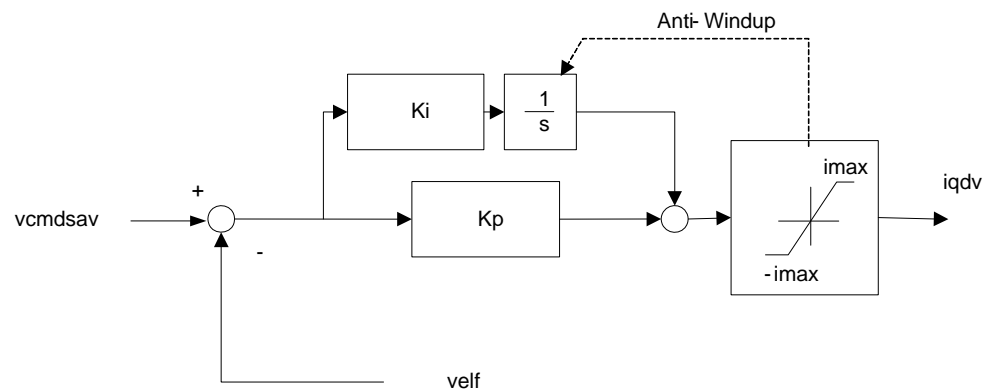 Anti- Windup
Ki
1
s
imax
iqdv
+
vcmdsav
Kp
-
-imax
velf